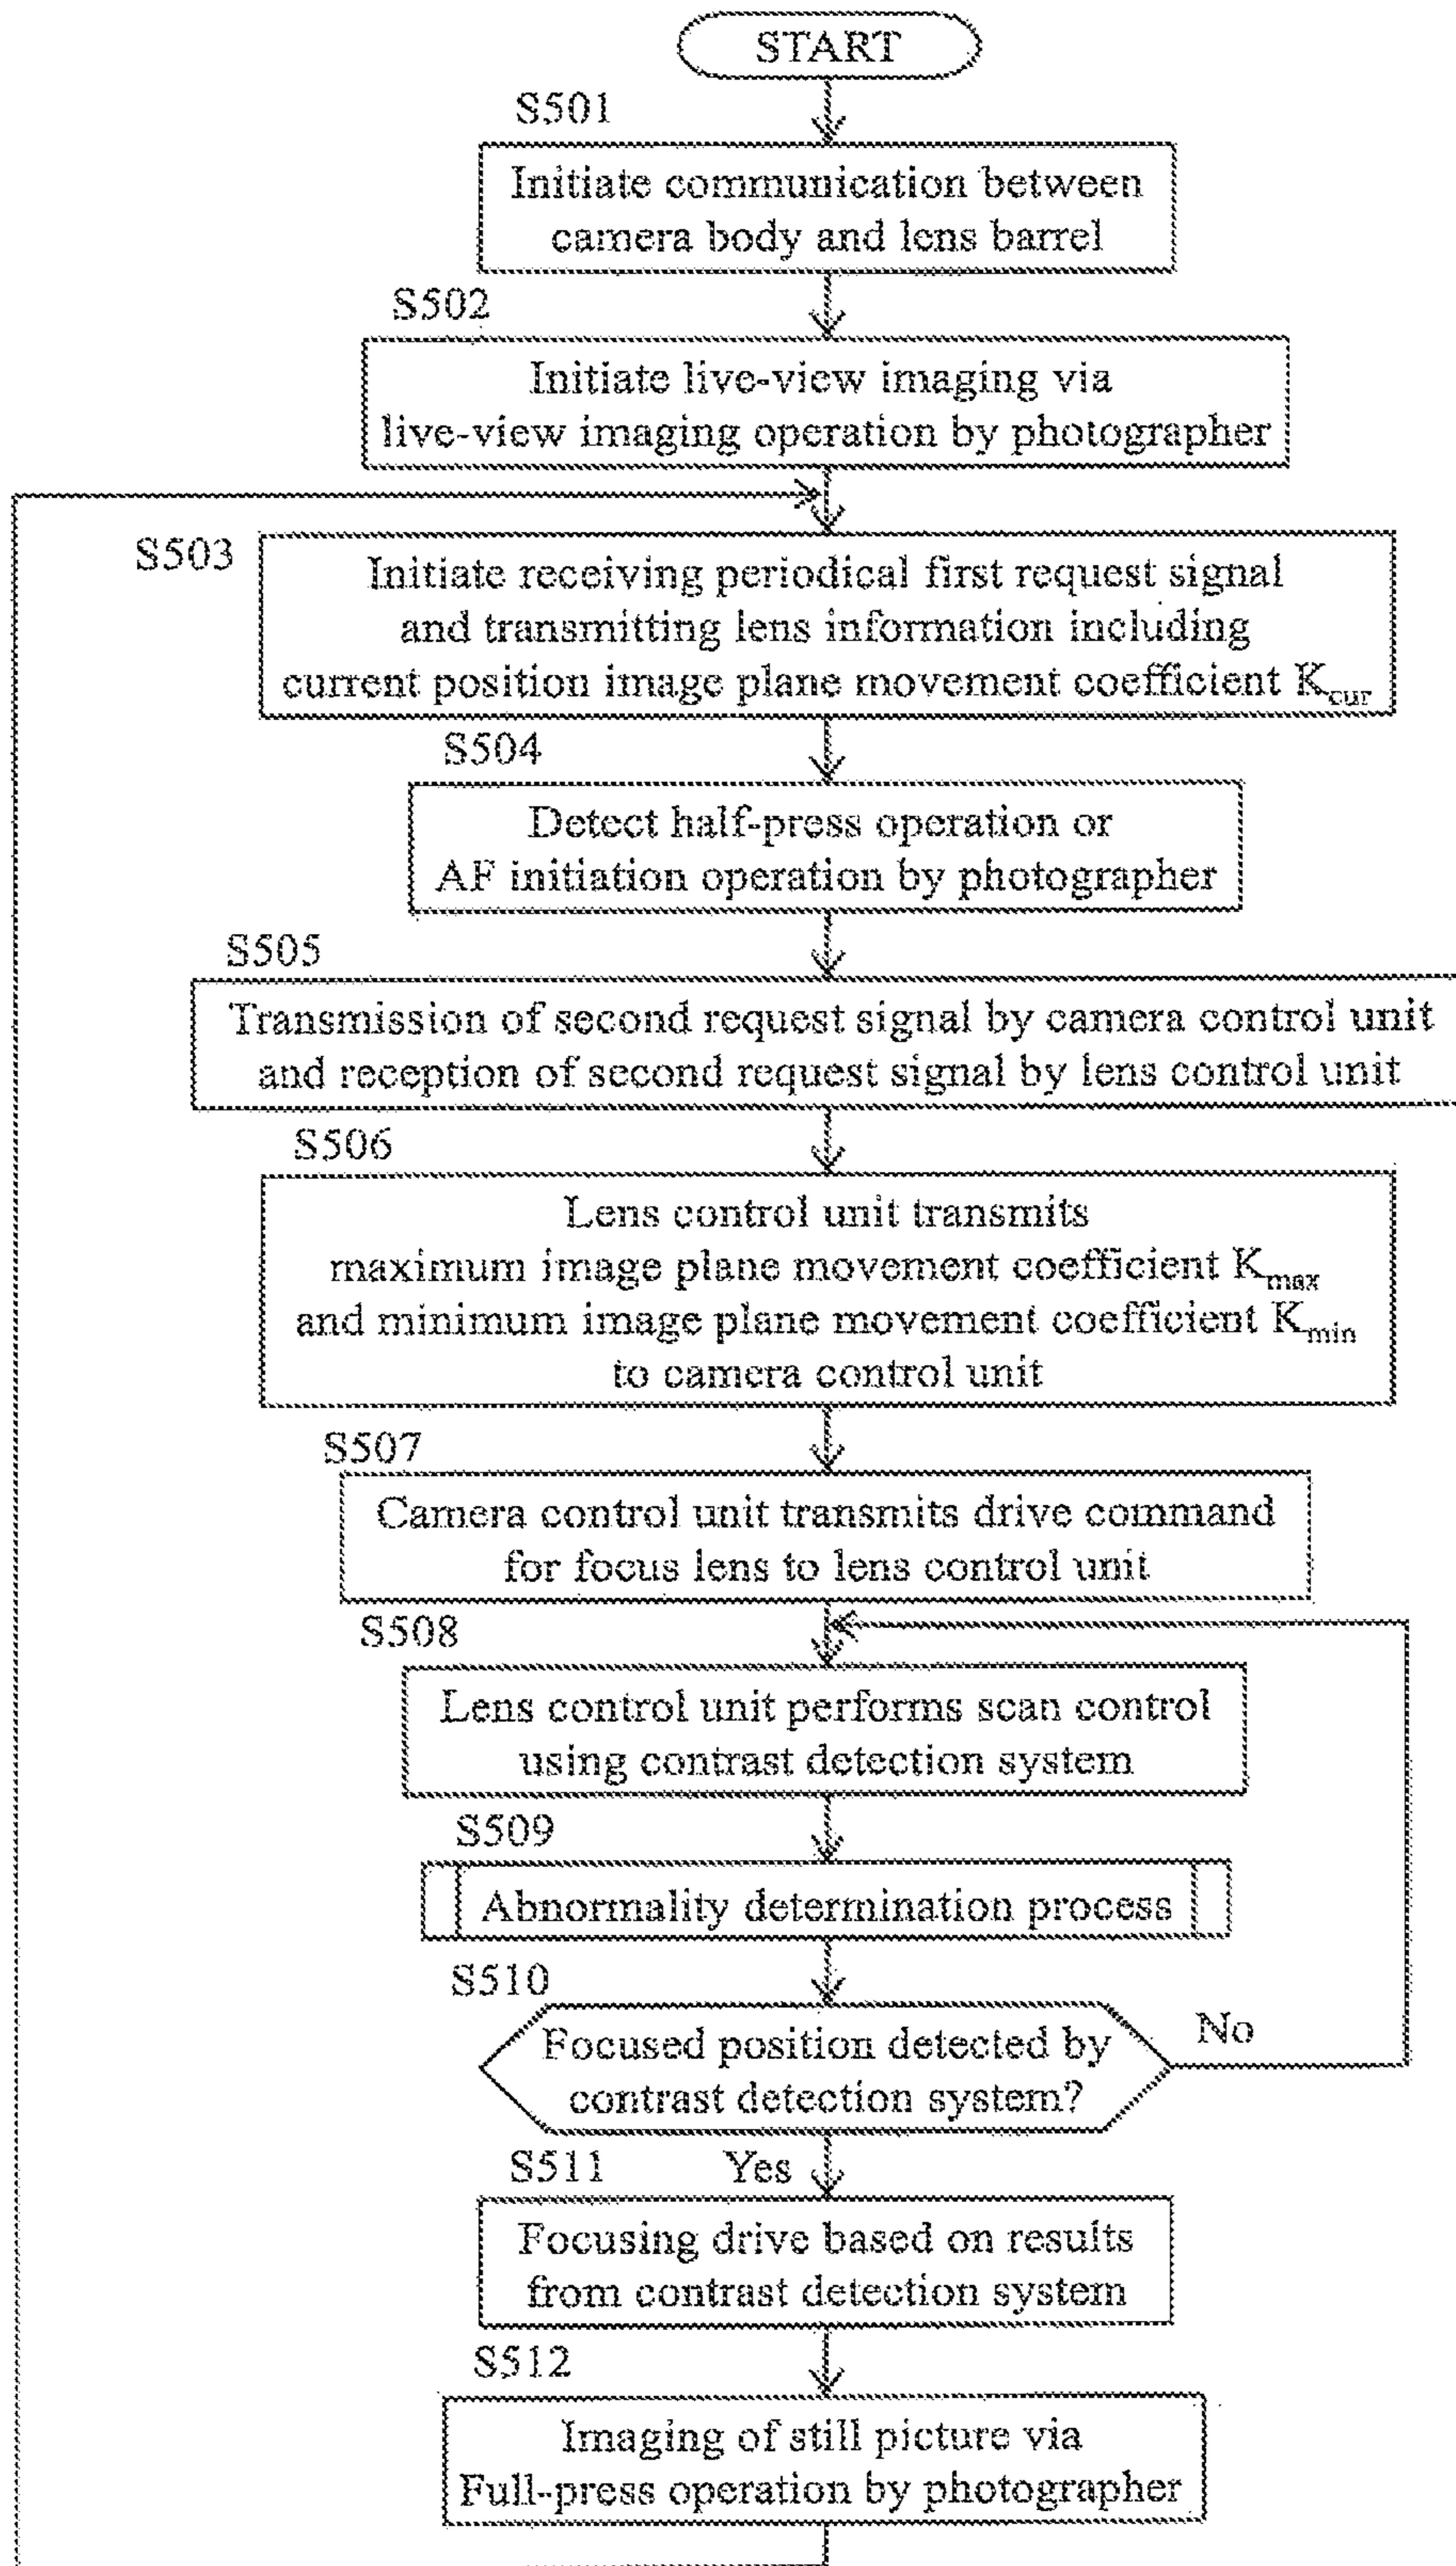 START
S501
Initiate communication between
camera body and lens barrel
S502
Initiate live-view imaging via
live-view imaging operation by photographer
S503
Initiate receiving periodical first request signal
and transmitting lens information including
current position image plane movement coefficient Kcur
S504
Detect half-press operation or
AF initiation operation by photographer
S505
Transmission of second request signal by camera control unit
and reception of second request signal by lens control unit
S506
Lens control unit transmits
maximum image plane movement coefficient Kmax
and minimum image plane movement coefficient Kmin
to camera control unit
S507
Camera control unit transmits drive command
for focus lens to lens control unit
S508
Lens control unit performs scan control
using contrast detection system
S509
Abnormality determination process
S510
Focused position detected by
contrast detection system?
No
S511
Yes
Focusing drive based on results
from contrast detection system
S512
Imaging of still picture via
Full-press operation by photographer